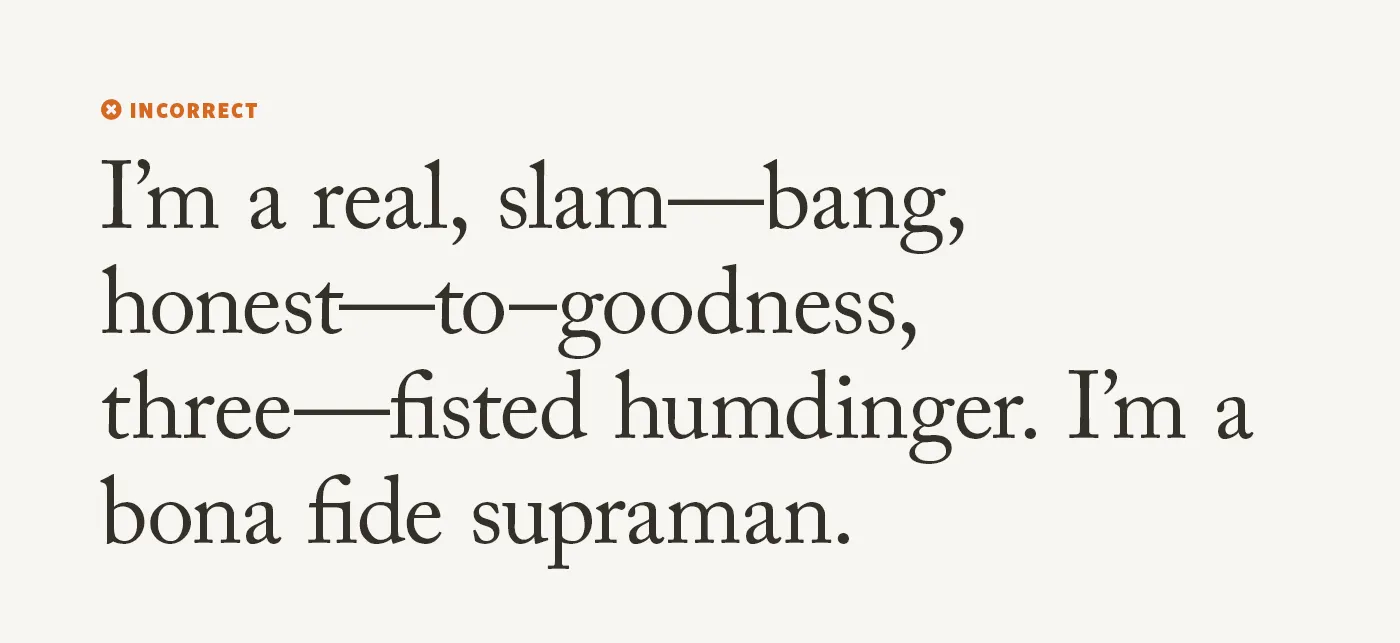 INCORRECT
I’m a real, slam—bang,
honest—to–goodness,
three—fisted humdinger. I’m a
bona fide supraman.